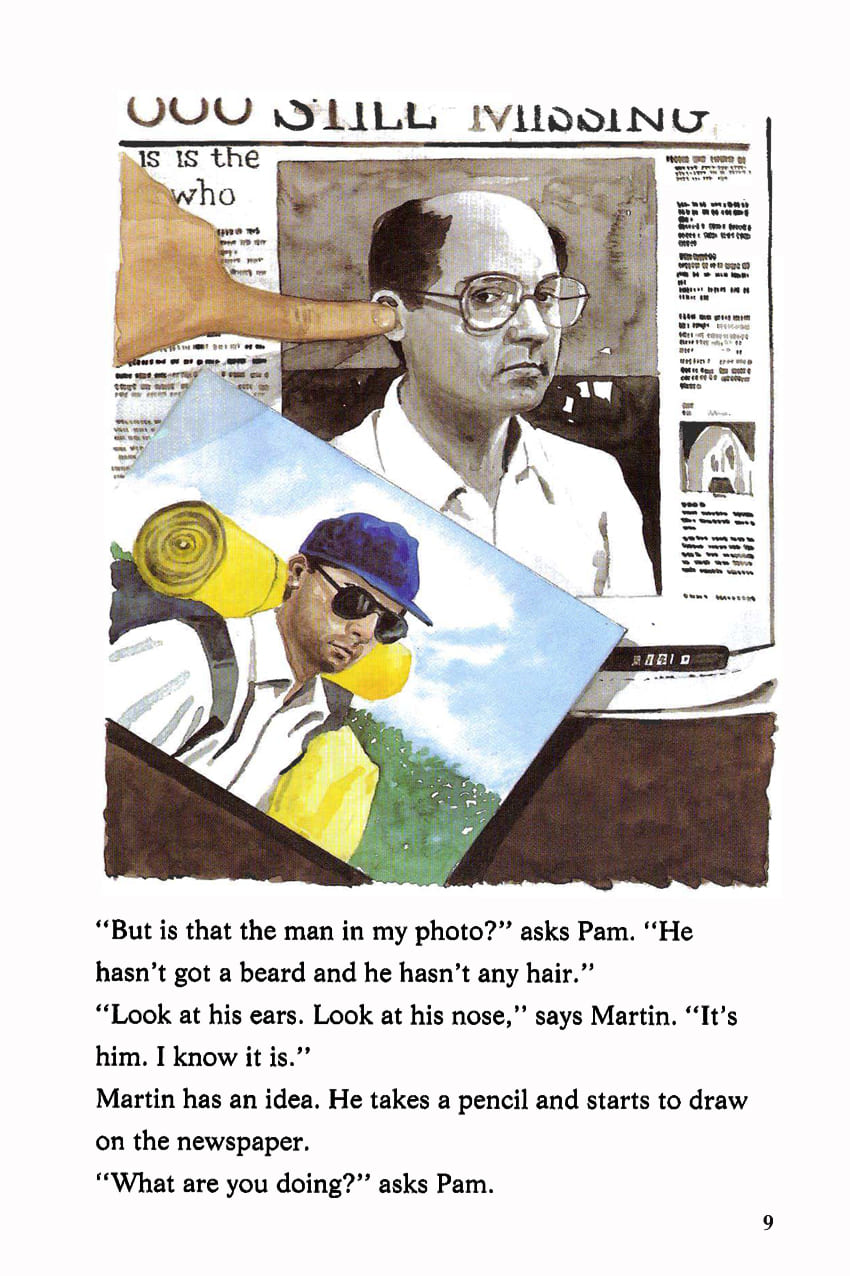 000 STILL MISSING
is is the
who
“But is that the man in my photo?” asks Pam. “He
hasn’t got a beard and he hasn’t any hair.”
“Look at his ears. Look at his nose,” says Martin. “It’s
him. I know it is.”
Martin has an idea. He takes a pencil and starts to draw
on the newspaper.
“What are you doing?” asks Pam.
9